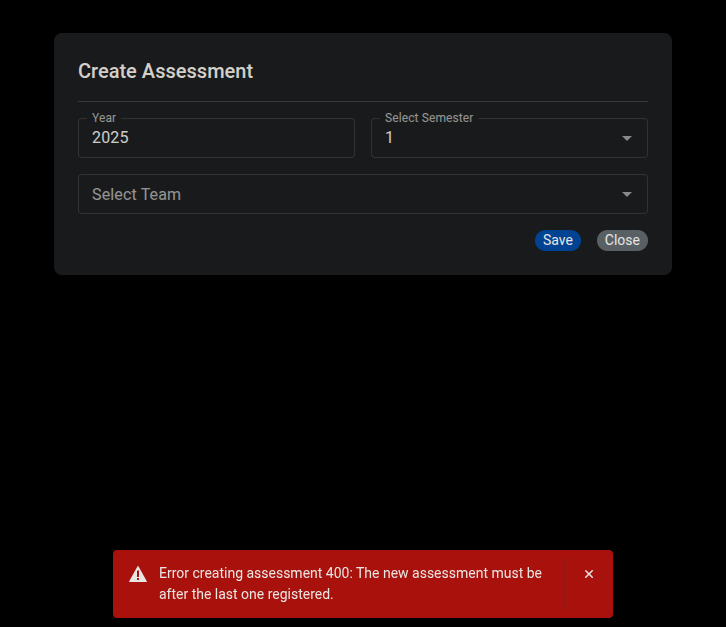 Create Assessment
Year
2025
Select Semester
1
Select Team
Save
Close
Error creating assessment 400: The new assessment must be
after the last one registered.